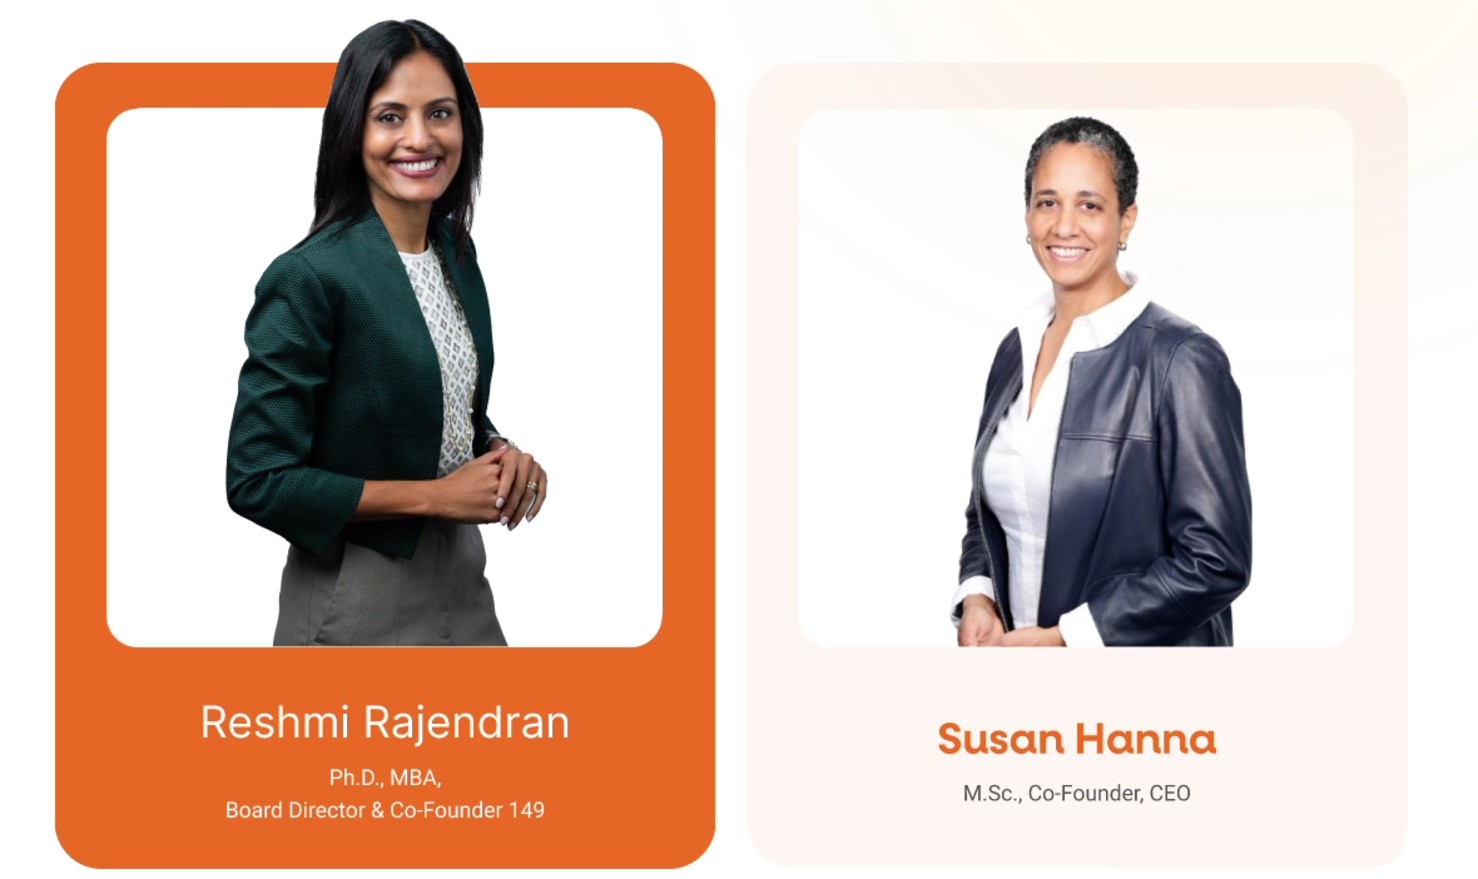 Reshmi Rajendran
Ph.D., MBA,
Board Director & Co-Founder 149
Susan Hanna
M.Sc., Co-Founder, CEO